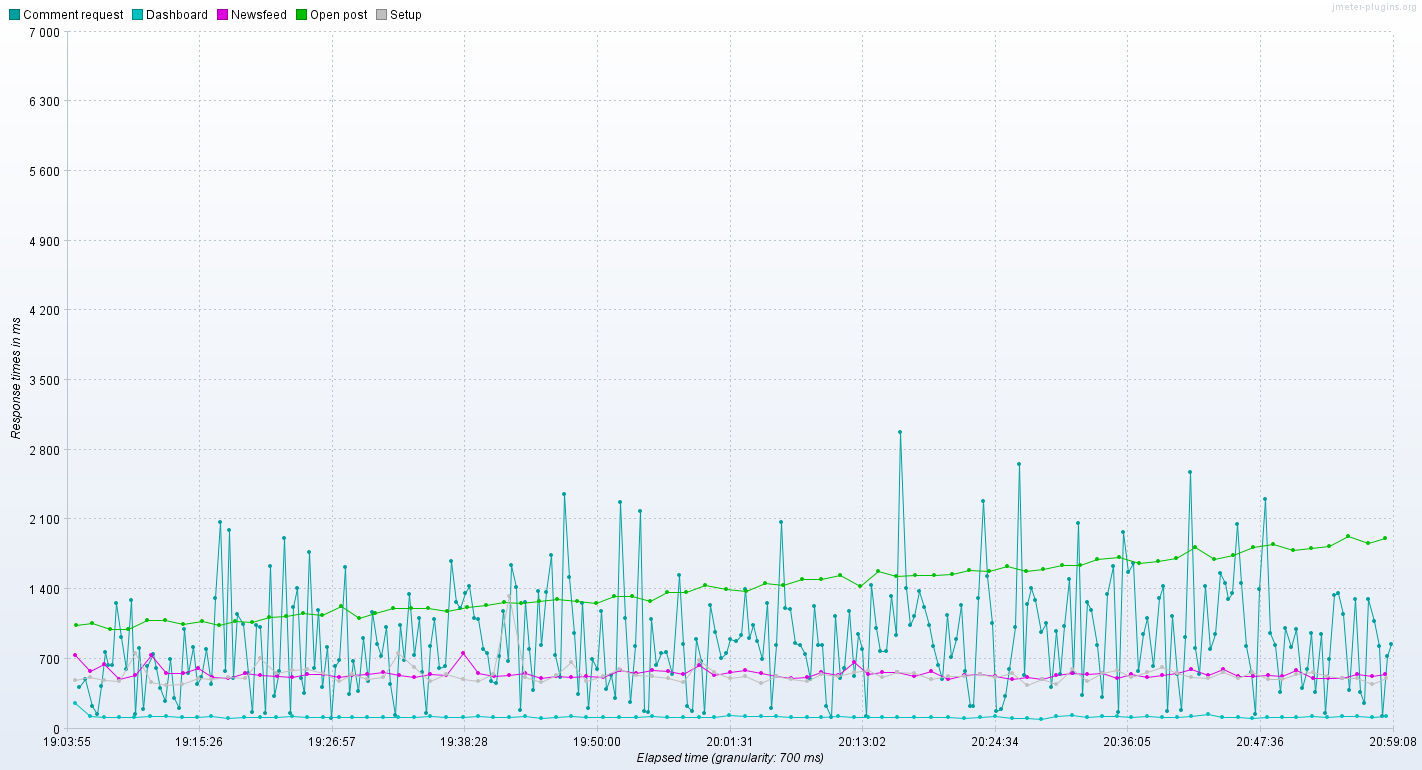 Comment request Dashboard Newsfeed Open post Setup
jmeter-plugins.org
7 000
6 300
5 600
4 900
4 200
3 500
2 800
2 100
1 400
700
0
Response times in ms
19:03:55 19:15:26 19:26:57 19:38:28 19:50:00 20:01:31 20:13:02 20:24:34 20:36:05 20:47:36 20:59:08
Elapsed time (granularity: 700 ms)